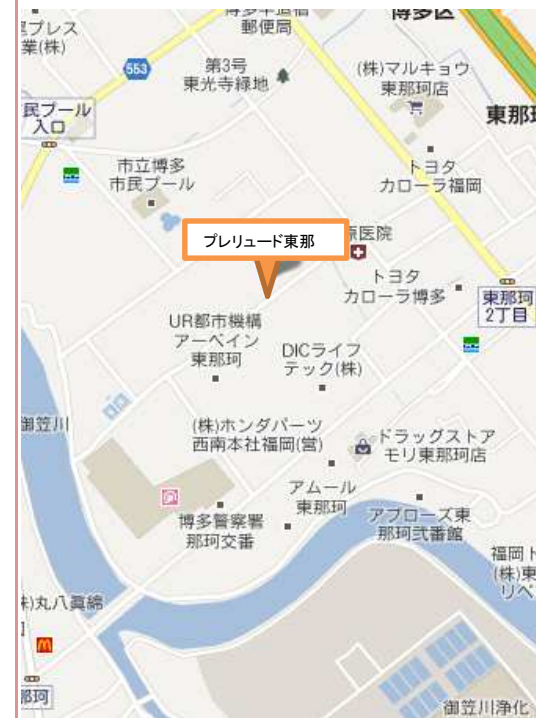 郵便局
博多区
プレス
業(株)
553
第3号
東光寺緑地
(株)マルキョウ
東那珂店
民プール
入口
東那珂
市立博多
市民プール
トヨタ
カローラ福岡
プレリュード東那
原医院
トヨタ
カローラ博多
東那珂
2丁目
UR都市機構
アーベイン
東那珂
DICライフ
テック(株)
御笠川
(株)ホンダパーツ
西南本社福岡(営)
ドラッグストア
モリ東那珂店
アムール
東那珂
博多警察署
那珂交番
アプローズ東
那珂弐番館
福岡ト
(株)東
リペ
株)丸八真綿
那珂
御笠川浄化